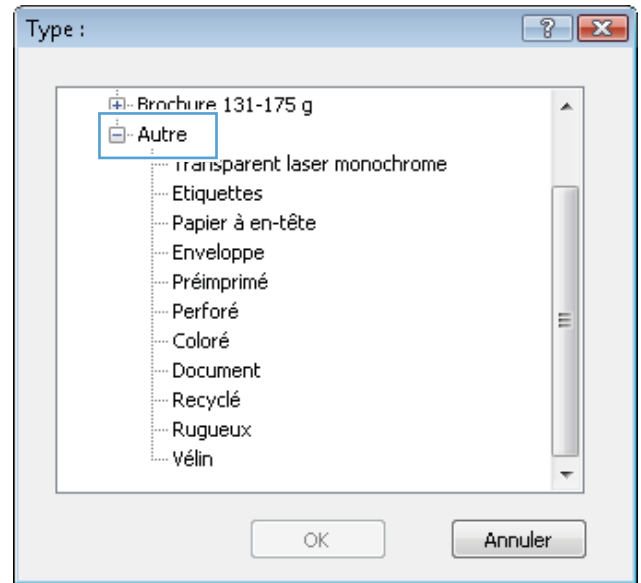 Type :
Brochure 131-175 g
Autre
Transparent laser monochrome
Etiquettes
Papier à en-tête
Enveloppe
Préimprimé
Perforé
Coloré
Document
Recyclé
Rugueux
Vélin
OK
Annuler